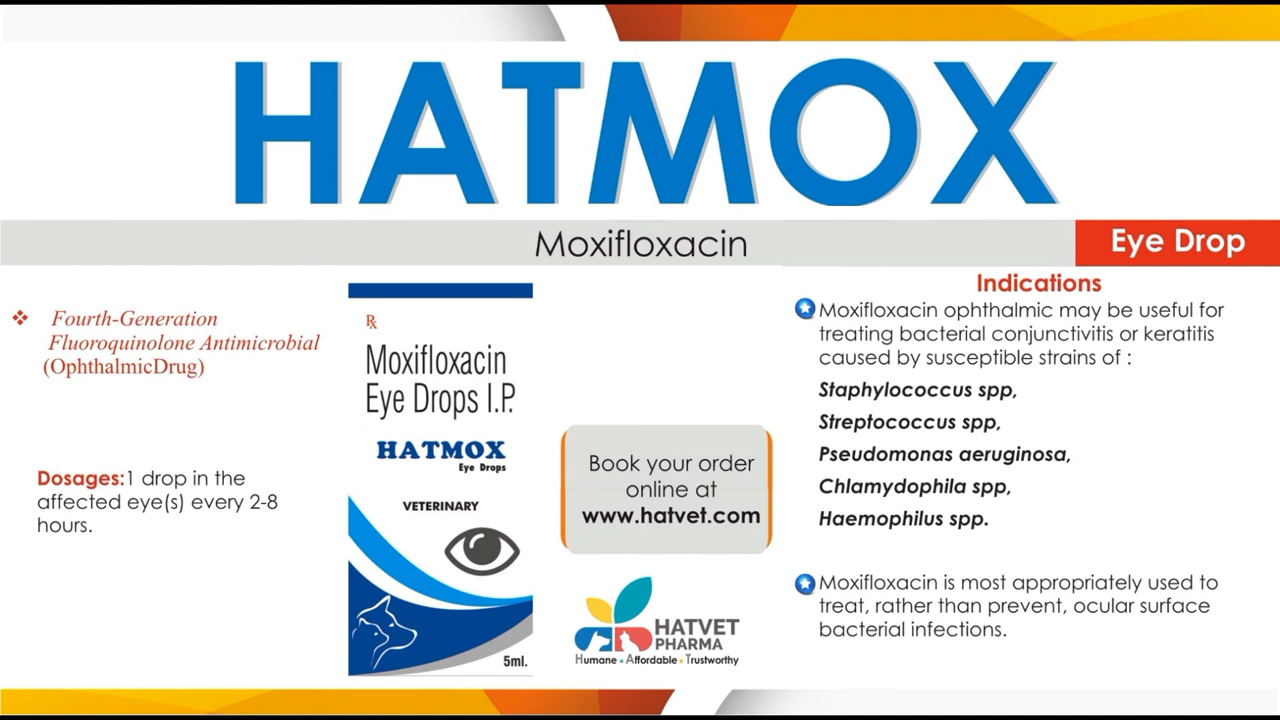 HATMOX
Moxifloxacin
Eye Drop
❖ Fourth-Generation
Fluoroquinolone Antimicrobial
(OphthalmicDrug)
Dosages:1 drop in the
affected eye(s) every 2-8
hours.
Rx
Moxifloxacin
Eye Drops I.P.
HATMOX
Eye Drops
VETERINARY
5ml.
Book your order
online at
www.hatvet.com
HATVET
PHARMA
Humane • Affordable • Trustworthy
Indications
Moxifloxacin ophthalmic may be useful for
treating bacterial conjunctivitis or keratitis
caused by susceptible strains of :
Staphylococcus spp,
Streptococcus spp,
Pseudomonas aeruginosa,
Chlamydophila spp,
Haemophilus spp.
Moxifloxacin is most appropriately used to
treat, rather than prevent, ocular surface
bacterial infections.